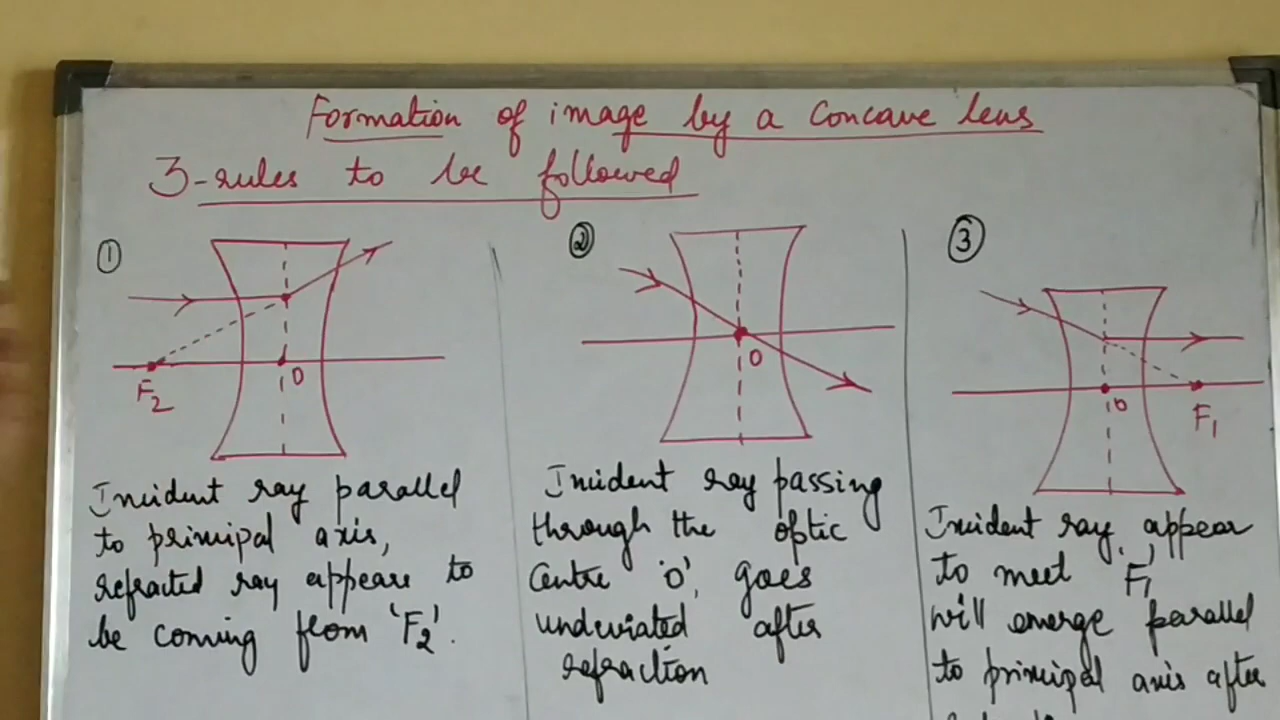 Formation of image by a Concave lens
3-rules to be followed
①
F2
O
Incident ray parallel
to principal axis,
refracted ray appears to
be coming from 'F2'.
②
O
Incident ray passing
through the optic
Centre 'O', goes
undeviated after
refraction
③
O
F1
Incident ray, appear
to meet 'F1'
will emerge parallel
to principal axis after